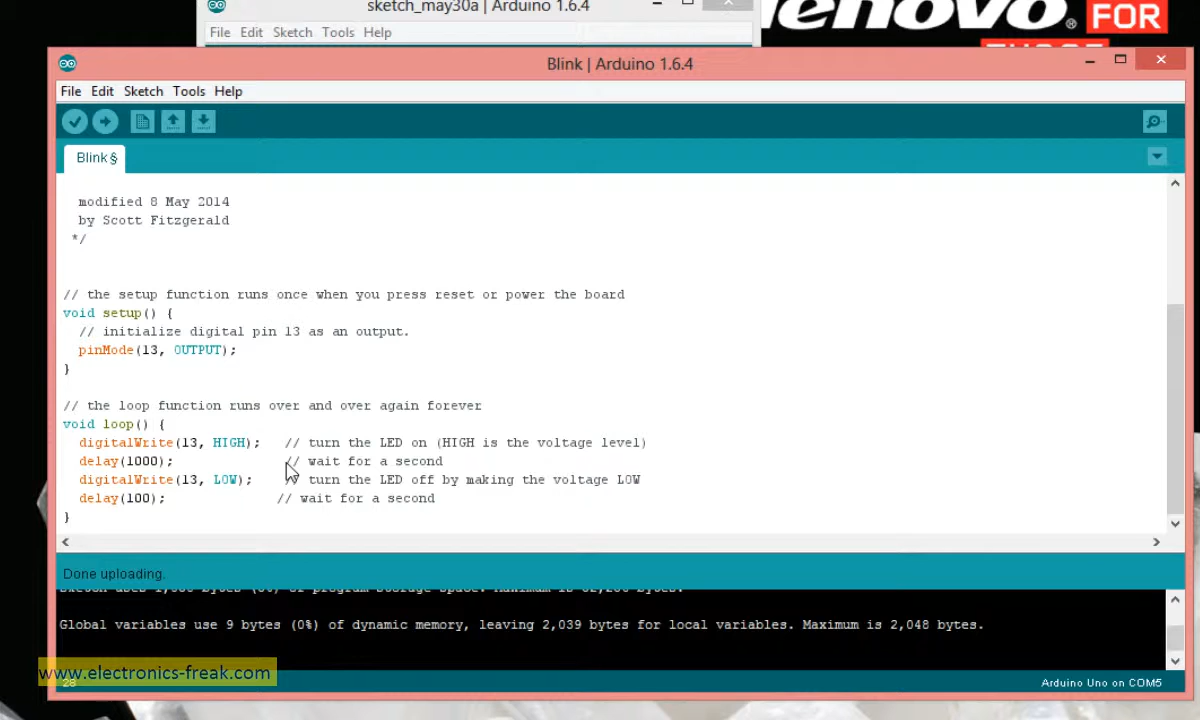 sketch_may30a | Arduino 1.6.4
lenovo® FOR
File Edit Sketch Tools Help
Blink | Arduino 1.6.4
File Edit Sketch Tools Help
Blink §
modified 8 May 2014
by Scott Fitzgerald
*/
// the setup function runs once when you press reset or power the board
void setup() {
// initialize digital pin 13 as an output.
pinMode(13, OUTPUT);
}
// the loop function runs over and over again forever
void loop() {
digitalWrite(13, HIGH); // turn the LED on (HIGH is the voltage level)
delay(1000); // wait for a second
digitalWrite(13, LOW); // turn the LED off by making the voltage LOW
delay(100); // wait for a second
}
Done uploading.
Global variables use 9 bytes (0%) of dynamic memory, leaving 2,039 bytes for local variables. Maximum is 2,048 bytes.
www.electronics-freak.com
28
Arduino Uno on COM5